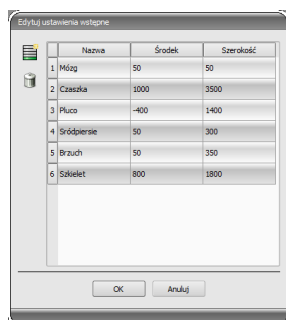 Edytuj ustawienia wstępne
Nazwa Środek Szerokość
1 Mózg 50 50
2 Czaszka 1000 3500
3 Płuco -400 1400
4 Śródpiersie 50 300
5 Brzuch 50 350
6 Szkielet 800 1800
OK Anuluj